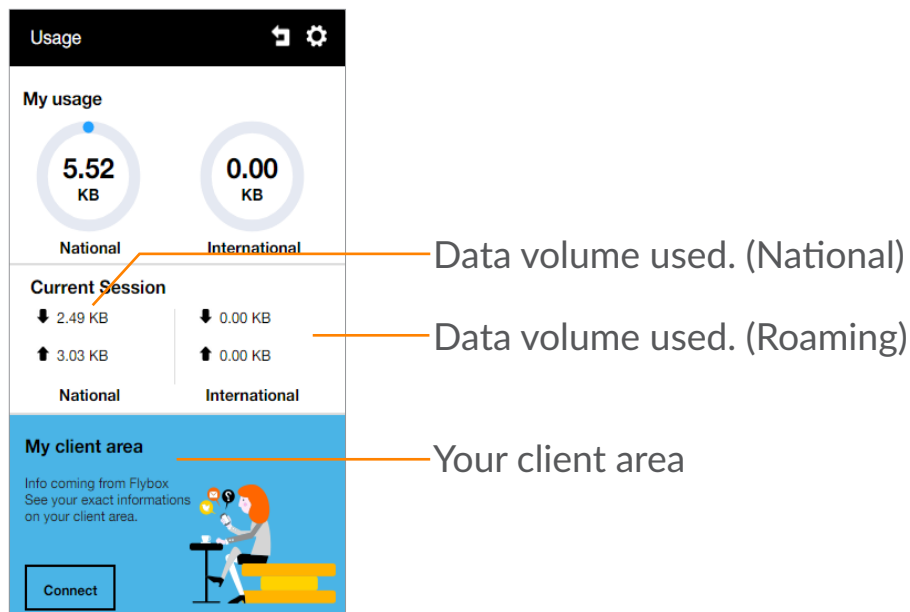 Usage
My usage
5.52
KB
0.00
KB
National
International
Current Session
2.49 KB
0.00 KB
3.03 KB
0.00 KB
National
International
My client area
Info coming from Flybox
See your exact informations
on your client area.
?
Connect
Data volume used. (National)
Data volume used. (Roaming)
Your client area